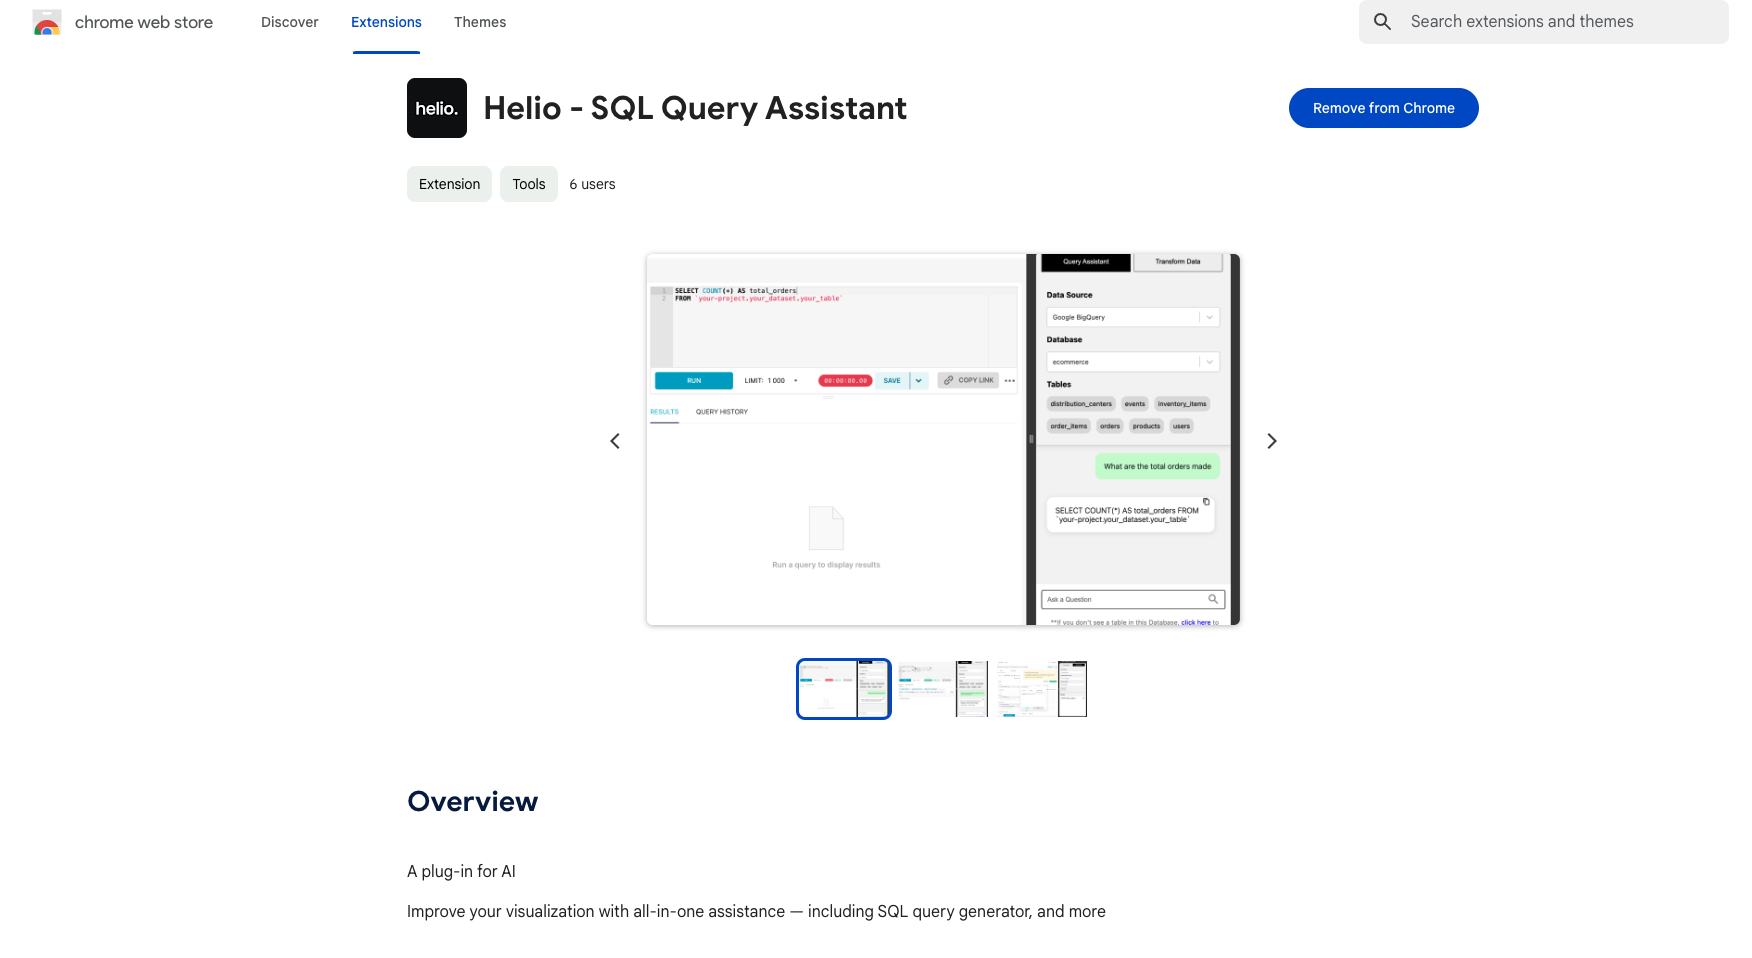 chrome web store
Discover
Extensions
Themes
Search extensions and themes
helio.
Helio - SQL Query Assistant
Remove from Chrome
Extension
Tools
6 users
Query Assistant
Transform Data
1 SELECT COUNT(*) AS total_orders
2 FROM `your-project.your_dataset.your_table`
Data Source
Google BigQuery
Database
ecommerce
Tables
distribution_centers
events
inventory_items
order_items
orders
products
users
RUN
LIMIT: 1 000
00:00:00.00
SAVE
COPY LINK
RESULTS
QUERY HISTORY
What are the total orders made
SELECT COUNT(*) AS total_orders FROM
`your-project.your_dataset.your_table`
Run a query to display results
Ask a Question
**If you don't see a table in this Database, click here to
Overview
A plug-in for AI
Improve your visualization with all-in-one assistance — including SQL query generator, and more